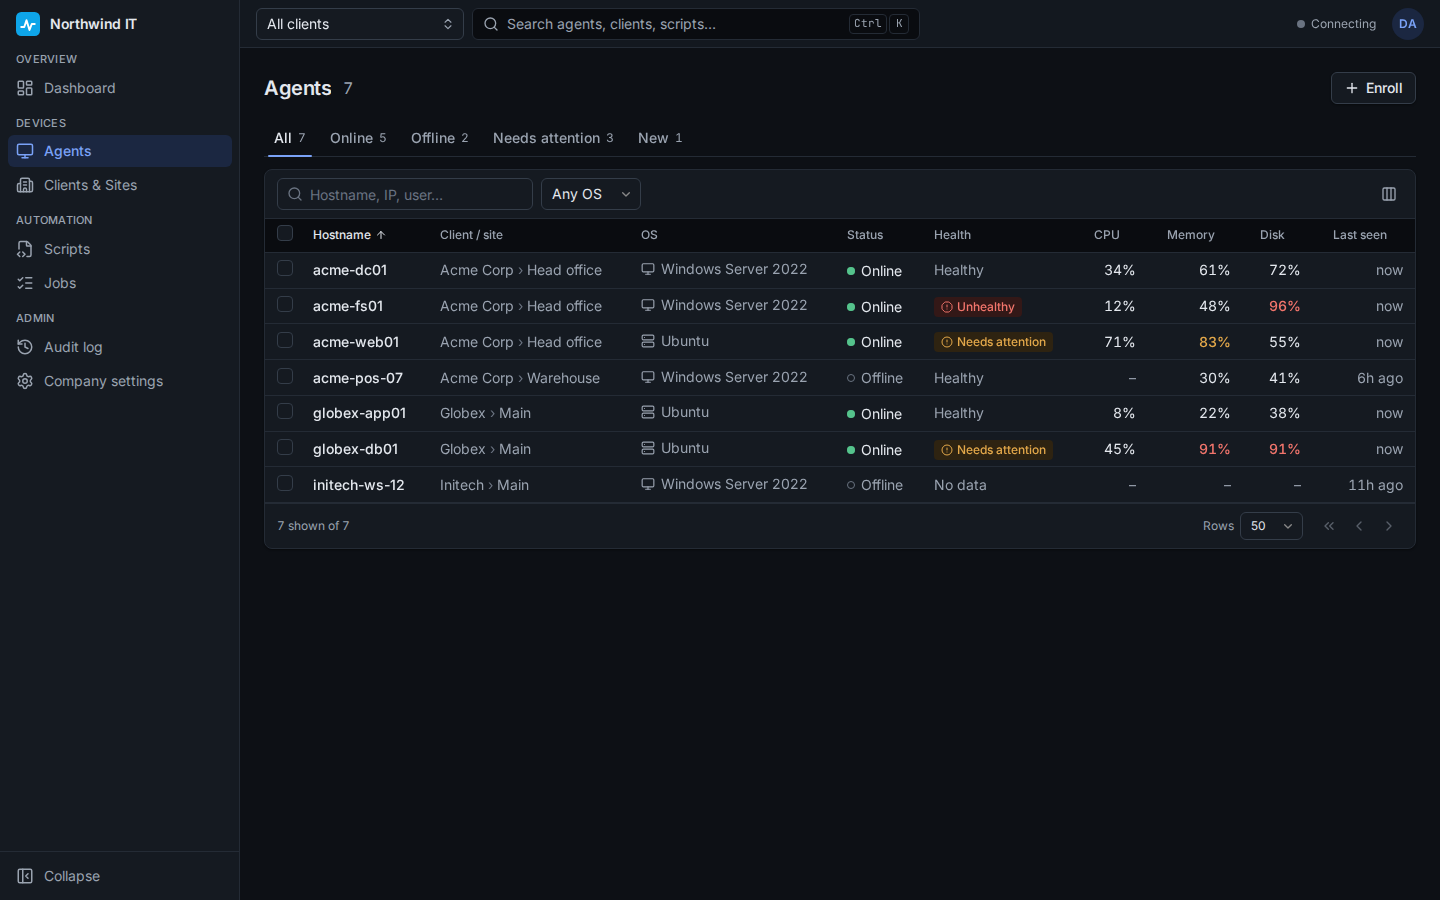 Northwind IT
All clients
Search agents, clients, scripts...
Ctrl K
Connecting
DA
OVERVIEW
Dashboard
DEVICES
Agents
Clients & Sites
AUTOMATION
Scripts
Jobs
ADMIN
Audit log
Company settings
Collapse
Agents 7
Enroll
All 7 Online 5 Offline 2 Needs attention 3 New 1
Hostname, IP, user... Any OS
Hostname Client / site OS Status Health CPU Memory Disk Last seen
acme-dc01 Acme Corp › Head office Windows Server 2022 Online Healthy 34% 61% 72% now
acme-fs01 Acme Corp › Head office Windows Server 2022 Online Unhealthy 12% 48% 96% now
acme-web01 Acme Corp › Head office Ubuntu Online Needs attention 71% 83% 55% now
acme-pos-07 Acme Corp › Warehouse Windows Server 2022 Offline Healthy – 30% 41% 6h ago
globex-app01 Globex › Main Ubuntu Online Healthy 8% 22% 38% now
globex-db01 Globex › Main Ubuntu Online Needs attention 45% 91% 91% now
initech-ws-12 Initech › Main Windows Server 2022 Offline No data – – – 11h ago
7 shown of 7 Rows 50